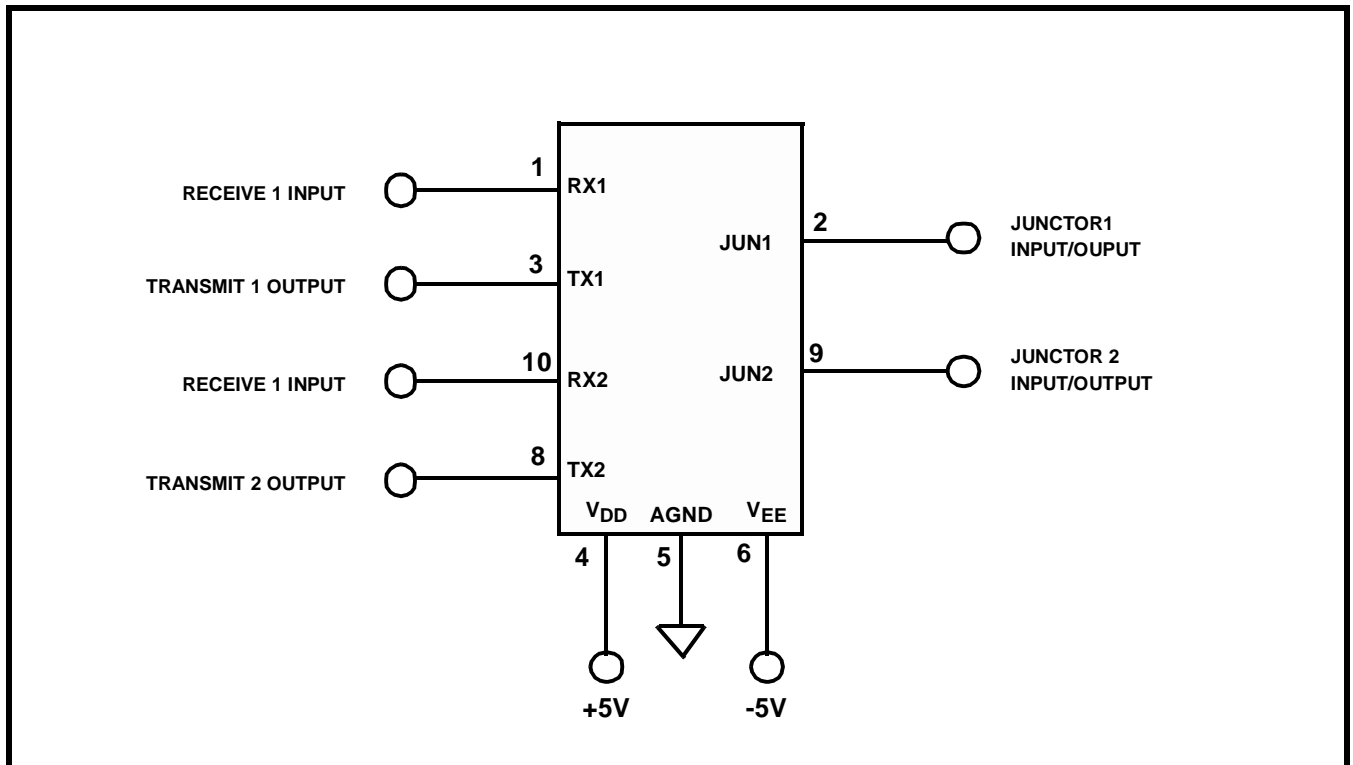 1
RECEIVE 1 INPUT
RX1
2
JUNCTOR1
JUN1
INPUT/OUPUT
3
TRANSMIT 1 OUTPUT
TX1
9
JUNCTOR 2
10
RECEIVE 1 INPUT
RX2
JUN2
INPUT/OUTPUT
8
TRANSMIT 2 OUTPUT
TX2
VDD AGND VEE
4 5 6
+5V -5V